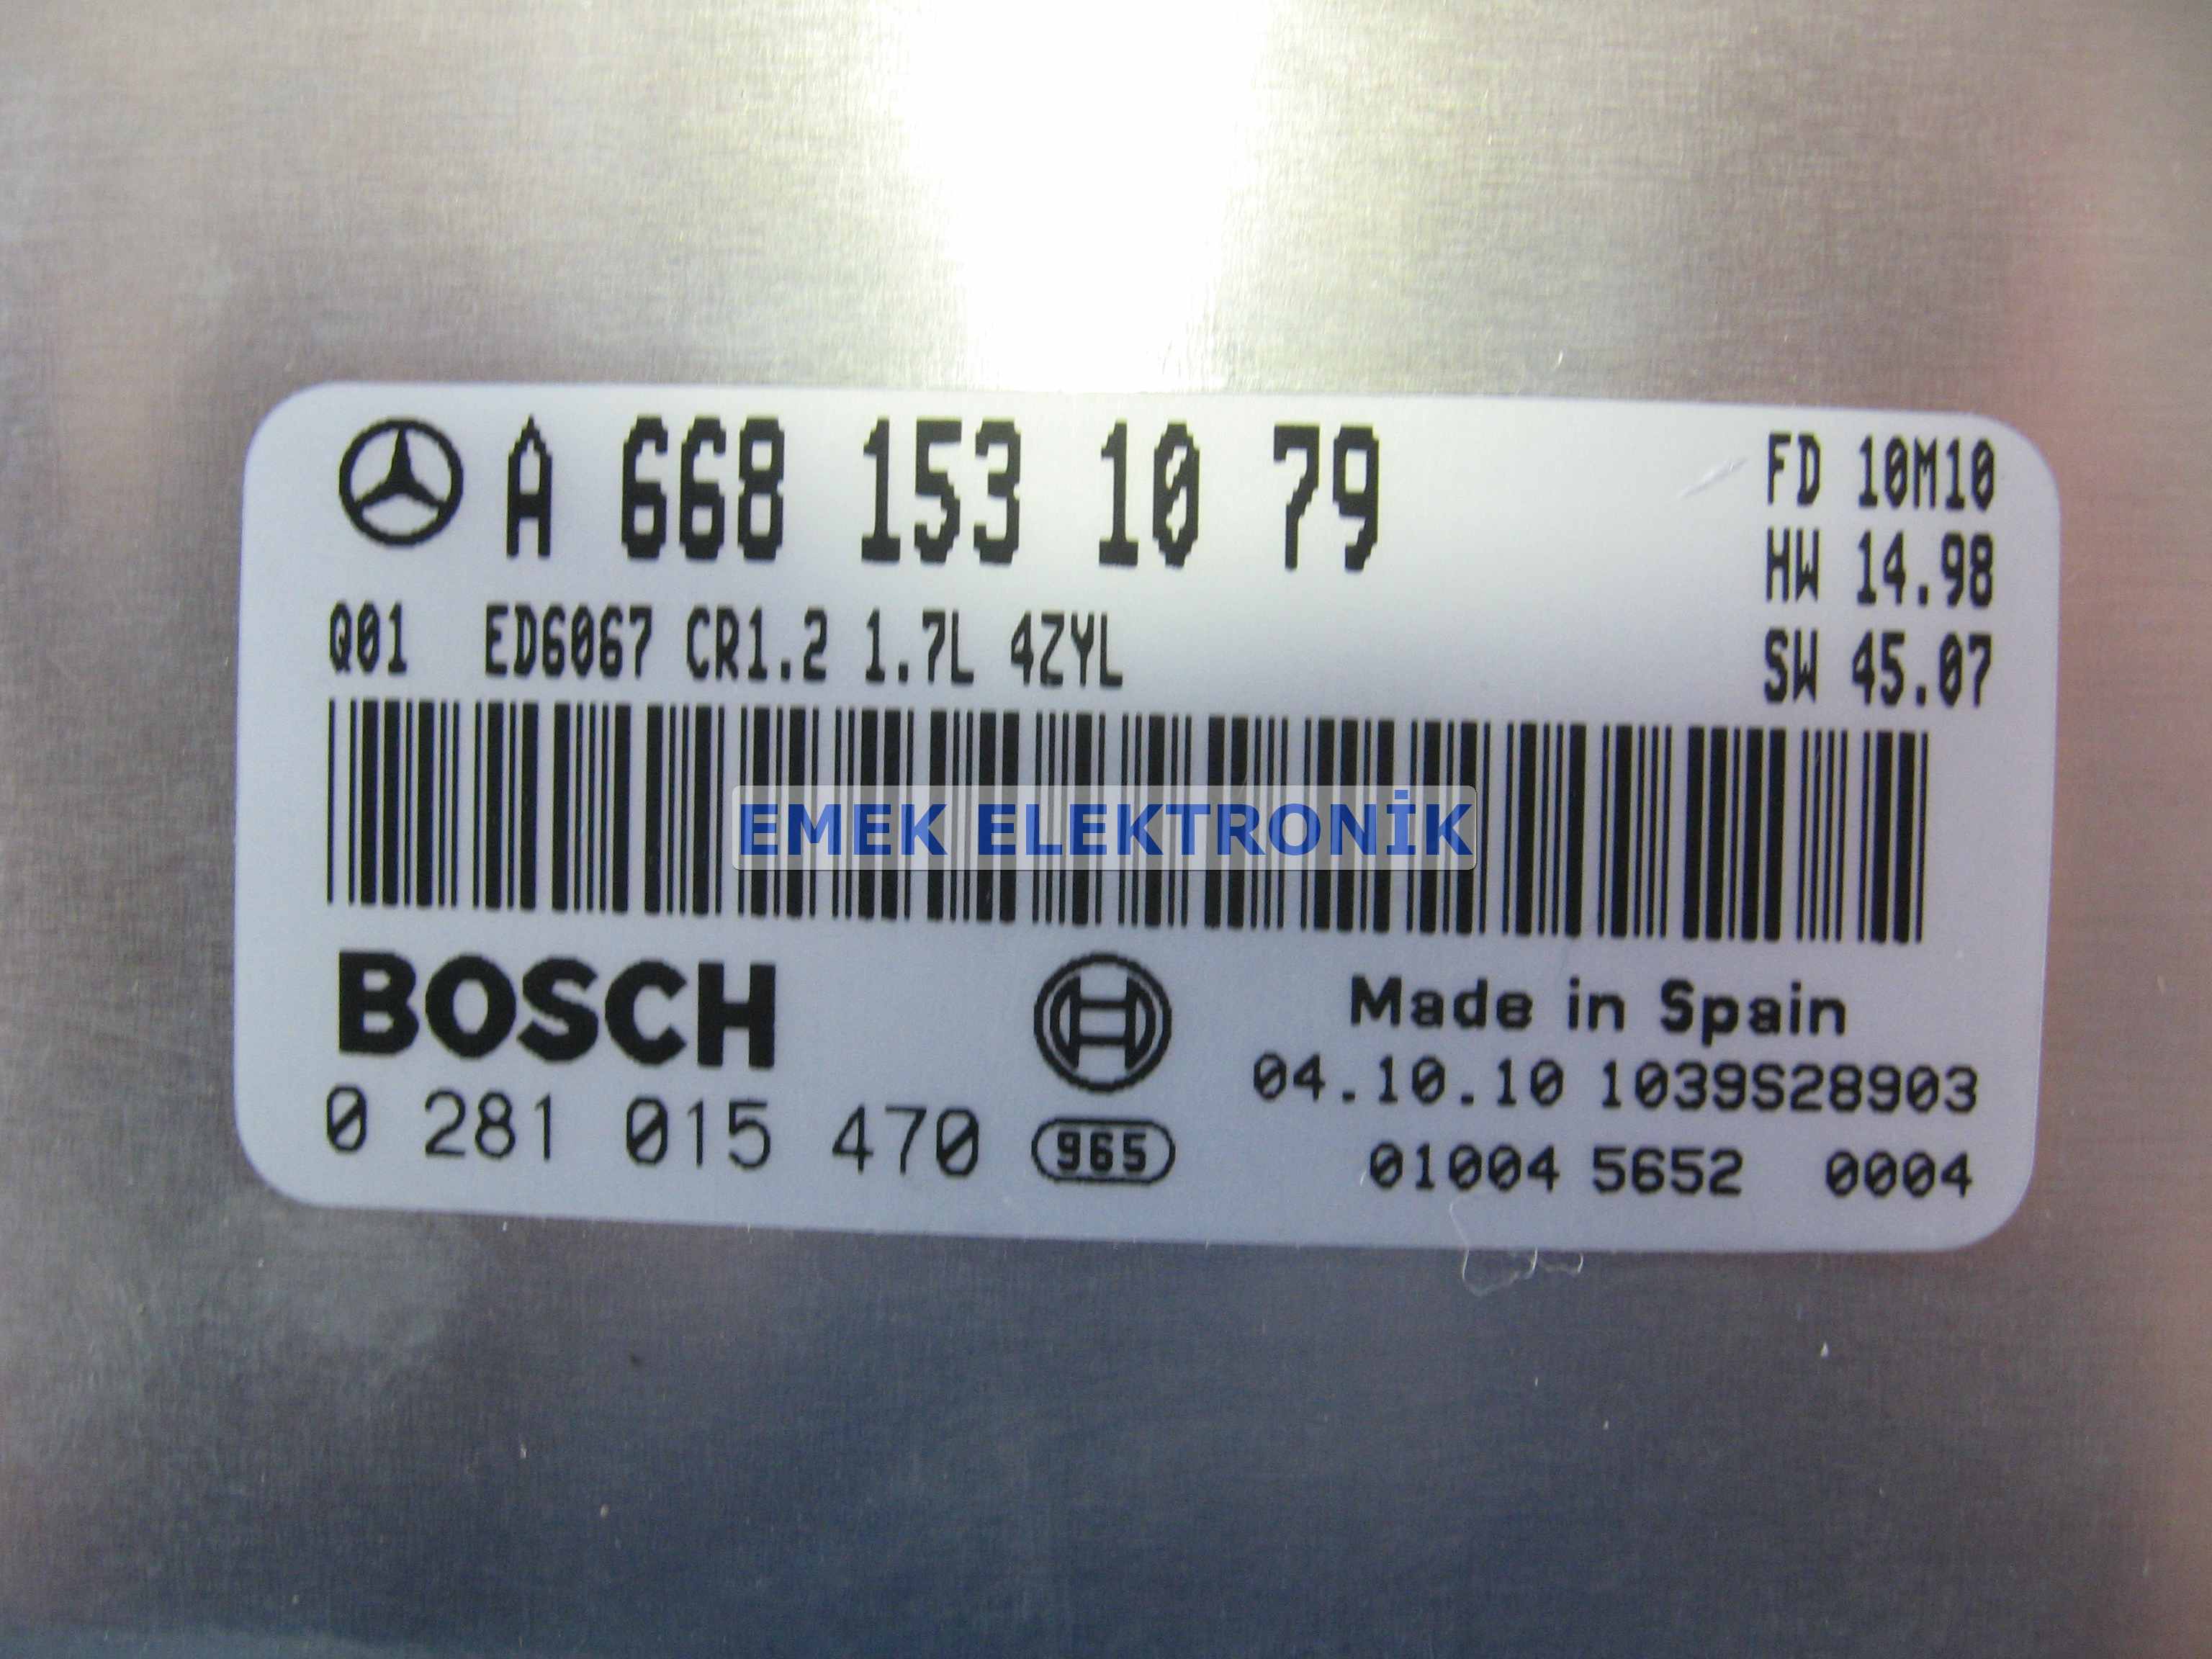 A 668 153 10 79
FD 10M10
HW 14.98
SW 45.07
Q01 ED6067 CR1.2 1.7L 4ZYL
EMEK ELEKTRONİK
BOSCH
0 281 015 470
965
Made in Spain
04.10.10 1039S28903
01004 5652 0004